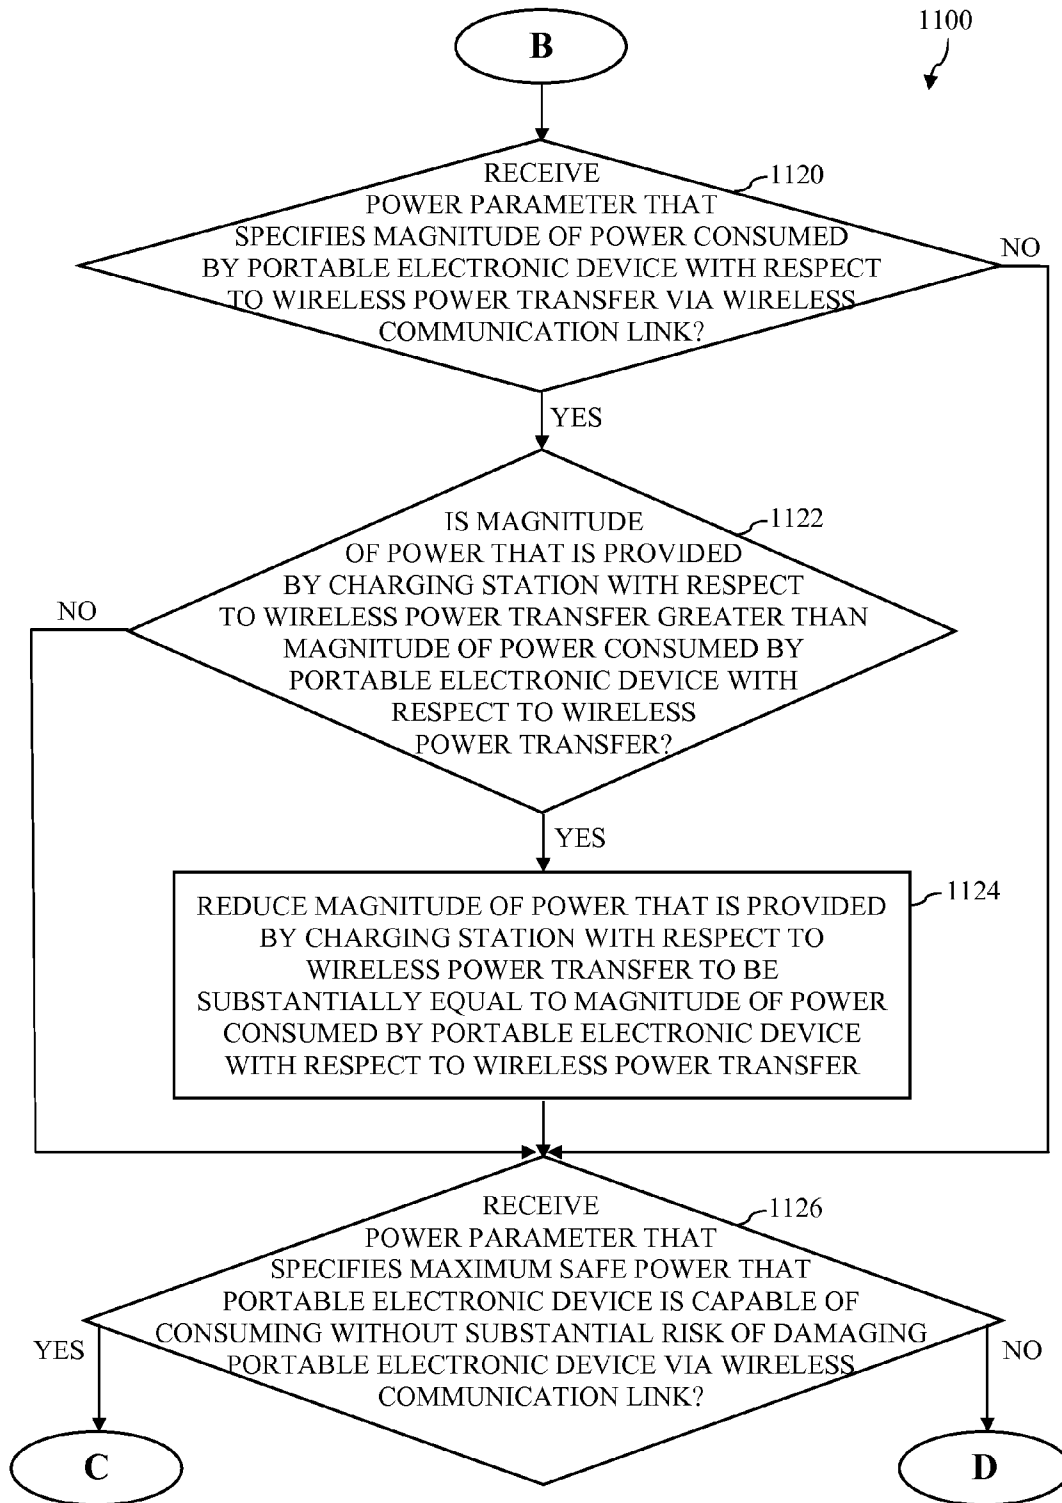 B
1100
RECEIVE
POWER PARAMETER THAT
SPECIFIES MAGNITUDE OF POWER CONSUMED
BY PORTABLE ELECTRONIC DEVICE WITH RESPECT
TO WIRELESS POWER TRANSFER VIA WIRELESS
COMMUNICATION LINK?
1120
NO
YES
IS MAGNITUDE
OF POWER THAT IS PROVIDED
BY CHARGING STATION WITH RESPECT
TO WIRELESS POWER TRANSFER GREATER THAN
MAGNITUDE OF POWER CONSUMED BY
PORTABLE ELECTRONIC DEVICE WITH
RESPECT TO WIRELESS
POWER TRANSFER?
1122
NO
YES
REDUCE MAGNITUDE OF POWER THAT IS PROVIDED
BY CHARGING STATION WITH RESPECT TO
WIRELESS POWER TRANSFER TO BE
SUBSTANTIALLY EQUAL TO MAGNITUDE OF POWER
CONSUMED BY PORTABLE ELECTRONIC DEVICE
WITH RESPECT TO WIRELESS POWER TRANSFER
1124
RECEIVE
POWER PARAMETER THAT
SPECIFIES MAXIMUM SAFE POWER THAT
PORTABLE ELECTRONIC DEVICE IS CAPABLE OF
CONSUMING WITHOUT SUBSTANTIAL RISK OF DAMAGING
PORTABLE ELECTRONIC DEVICE VIA WIRELESS
COMMUNICATION LINK?
1126
YES
NO
C
D